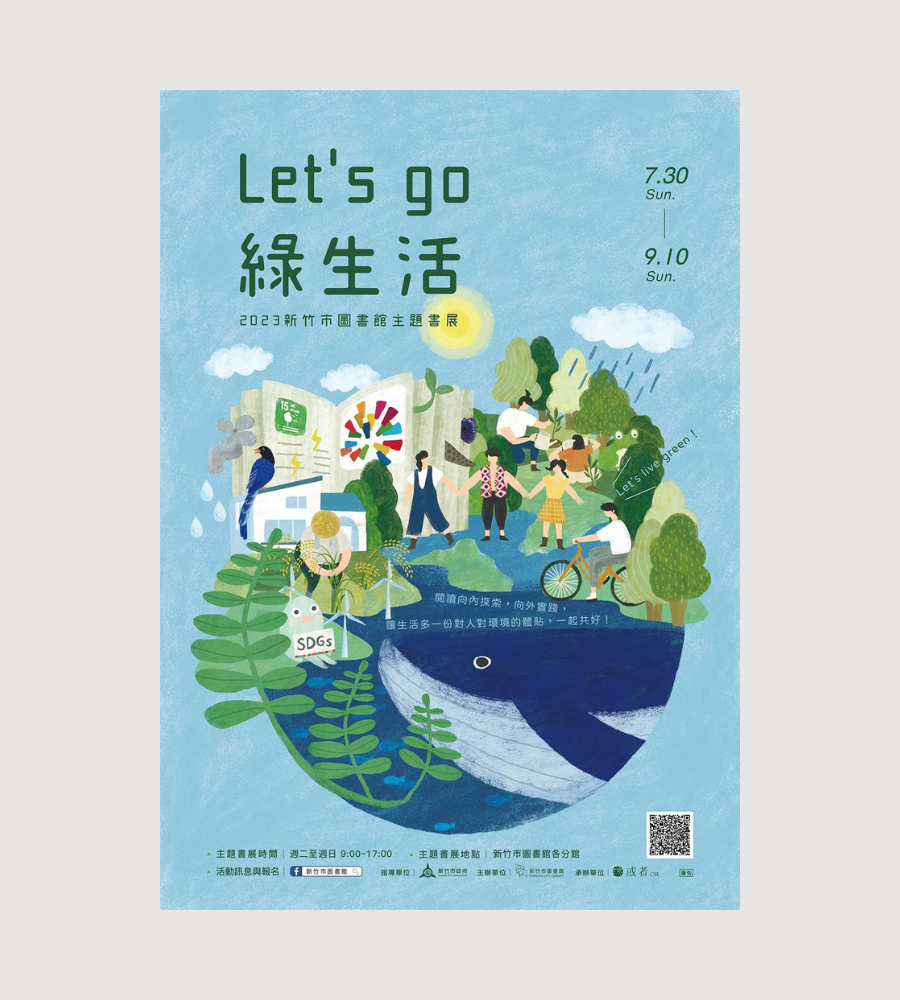 Let's go
綠生活
2023新竹市圖書館主題書展
7.30
Sun.
9.10
Sun.
15
Let's live green !
閱讀向內探索，向外實踐，
讓生活多一份對人對環境的體貼，一起共好！
SDGs
主題書展時間｜週二至週日 9:00~17:00
主題書展地點｜新竹市圖書館各分館
活動訊息與報名｜f 新竹市圖書館
指導單位｜新竹市政府
主辦單位｜新竹市圖書館
承辦單位｜或者 OR
廣告